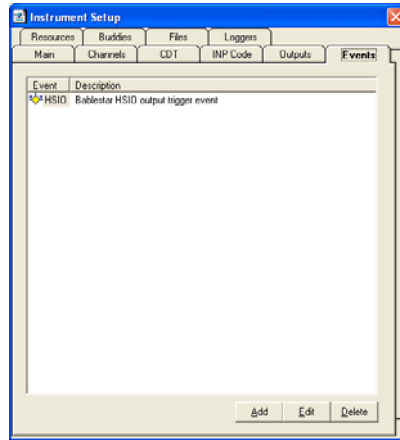 Instrument Setup
Resources Buddies Files Loggers
Main Channels CDT INP Code Outputs Events
Event Description
HSIO Bablestar HSIO output trigger event
Add Edit Delete